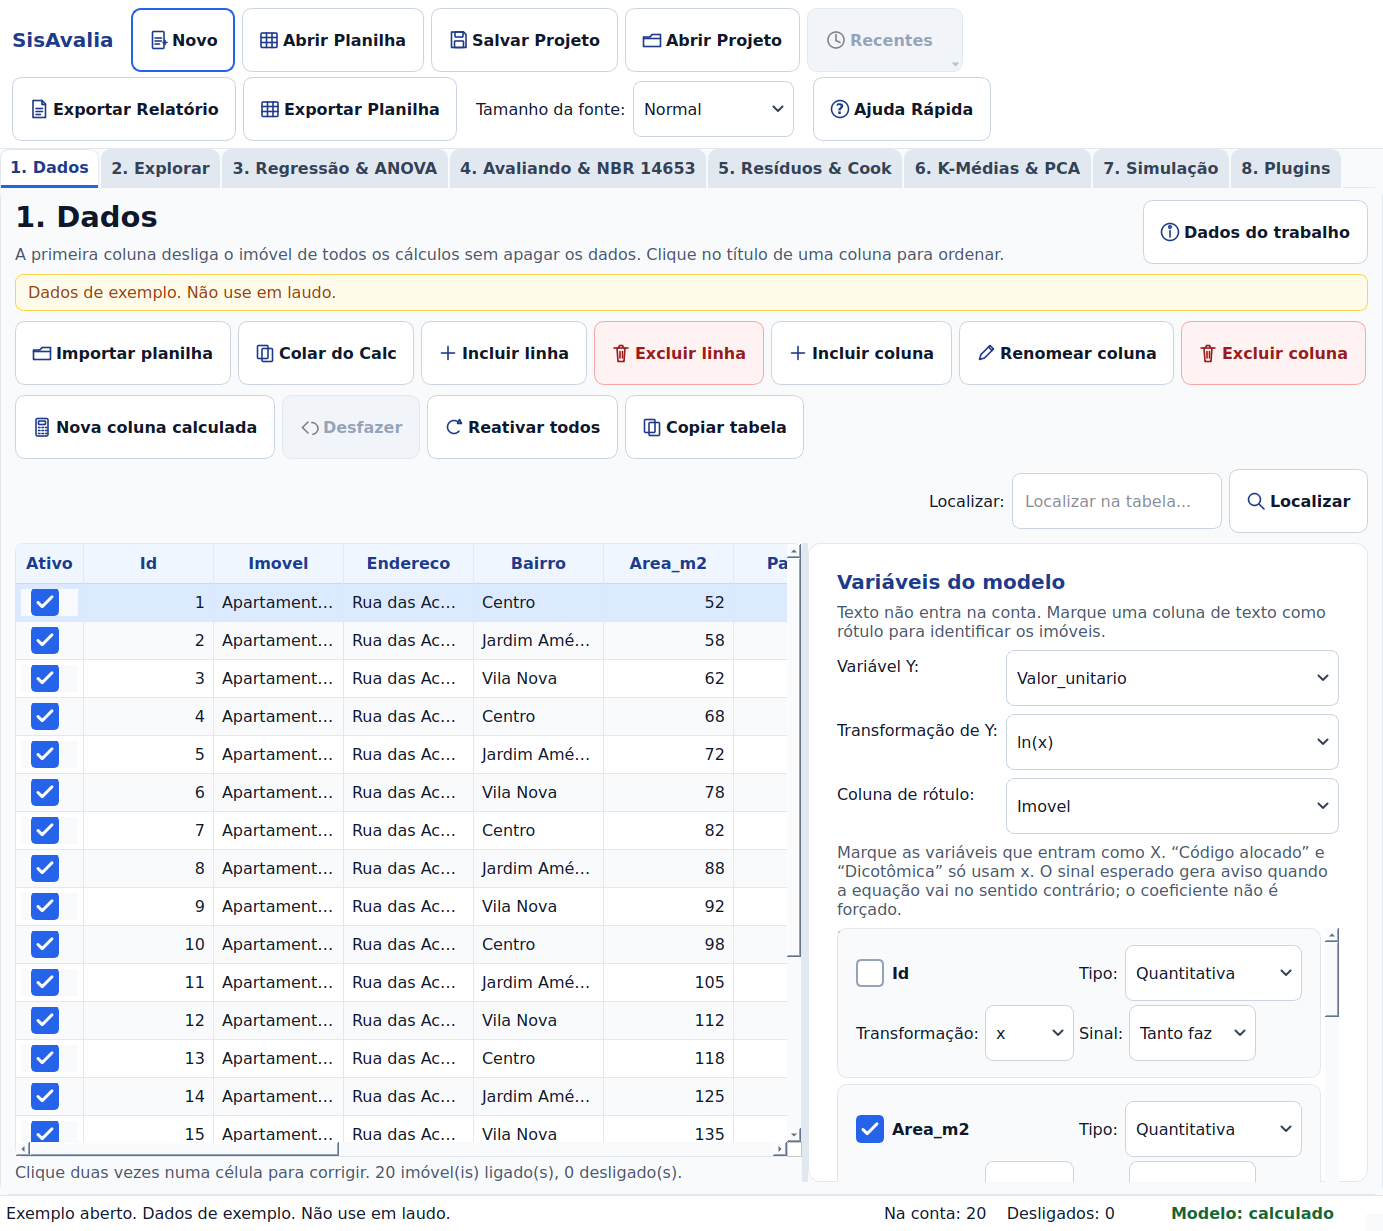 SisAvalia Novo Abrir Planilha Salvar Projeto Abrir Projeto Recentes
Exportar Relatório Exportar Planilha Tamanho da fonte: Normal Ajuda Rápida
1. Dados 2. Explorar 3. Regressão & ANOVA 4. Avaliando & NBR 14653 5. Resíduos & Cook 6. K-Médias & PCA 7. Simulação 8. Plugins
1. Dados
Dados do trabalho
A primeira coluna desliga o imóvel de todos os cálculos sem apagar os dados. Clique no título de uma coluna para ordenar.
Dados de exemplo. Não use em laudo.
Importar planilha Colar do Calc Incluir linha Excluir linha Incluir coluna Renomear coluna Excluir coluna
Nova coluna calculada Desfazer Reativar todos Copiar tabela
Localizar: Localizar na tabela... Localizar
Ativo Id Imovel Endereco Bairro Area_m2 Pa
1 Apartament... Rua das Ac... Centro 52
2 Apartament... Rua das Ac... Jardim Amé... 58
3 Apartament... Rua das Ac... Vila Nova 62
4 Apartament... Rua das Ac... Centro 68
5 Apartament... Rua das Ac... Jardim Amé... 72
6 Apartament... Rua das Ac... Vila Nova 78
7 Apartament... Rua das Ac... Centro 82
8 Apartament... Rua das Ac... Jardim Amé... 88
9 Apartament... Rua das Ac... Vila Nova 92
10 Apartament... Rua das Ac... Centro 98
11 Apartament... Rua das Ac... Jardim Amé... 105
12 Apartament... Rua das Ac... Vila Nova 112
13 Apartament... Rua das Ac... Centro 118
14 Apartament... Rua das Ac... Jardim Amé... 125
15 Apartament... Rua das Ac... Vila Nova 135
Clique duas vezes numa célula para corrigir. 20 imóvel(is) ligado(s), 0 desligado(s).
Variáveis do modelo
Texto não entra na conta. Marque uma coluna de texto como
rótulo para identificar os imóveis.
Variável Y: Valor_unitario
Transformação de Y: ln(x)
Coluna de rótulo: Imovel
Marque as variáveis que entram como X. “Código alocado” e
“Dicotômica” só usam x. O sinal esperado gera aviso quando
a equação vai no sentido contrário; o coeficiente não é
forçado.
Id Tipo: Quantitativa
Transformação: x Sinal: Tanto faz
Area_m2 Tipo: Quantitativa
Exemplo aberto. Dados de exemplo. Não use em laudo. Na conta: 20 Desligados: 0 Modelo: calculado